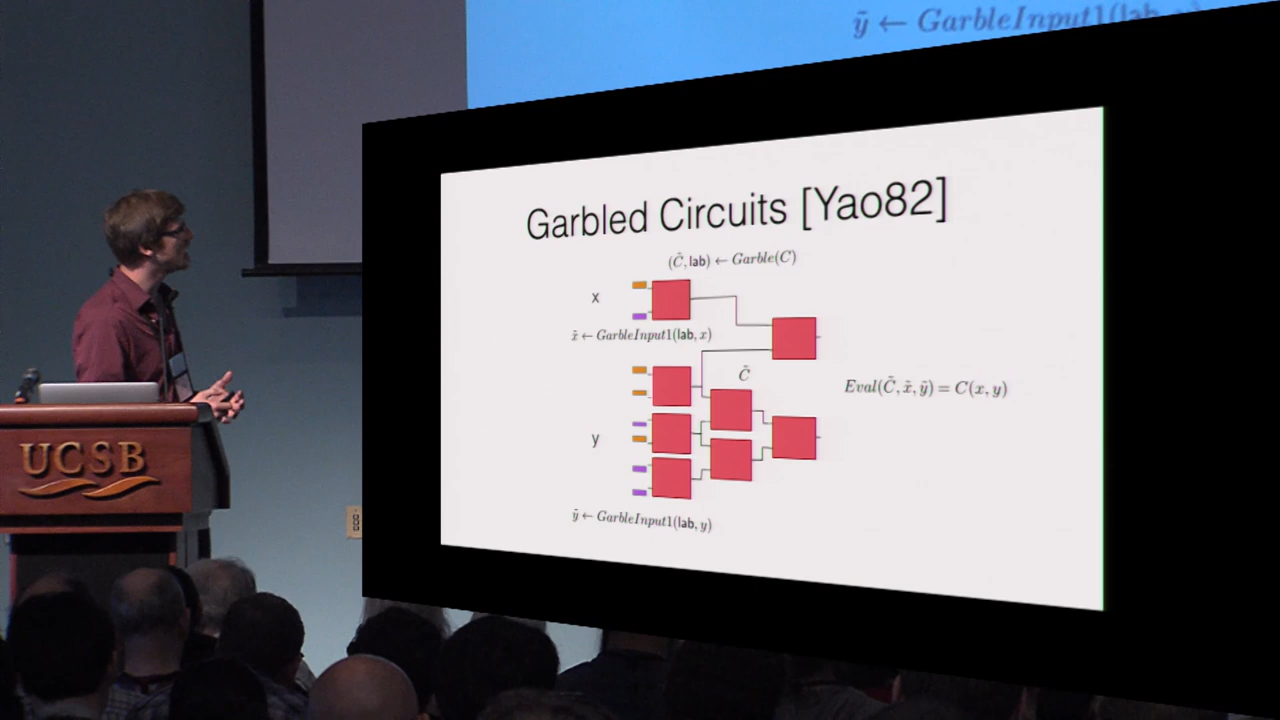 ỹ ← GarbleInput1(lab,
Garbled Circuits [Yao82]
(C̃, lab) ← Garble(C)
x
x̃ ← GarbleInput1(lab, x)
C̃
Eval(C̃, x̃, ỹ) = C(x, y)
y
ỹ ← GarbleInput1(lab, y)
UCSB